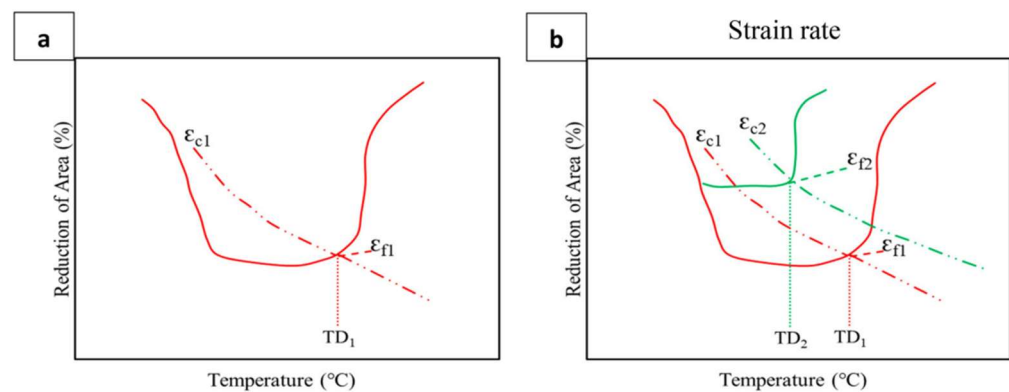 a
Reduction of Area (%)
εc1
εf1
TD1
Temperature (°C)
b
Strain rate
Reduction of Area (%)
εc1
εc2
εf2
εf1
TD2
TD1
Temperature (°C)